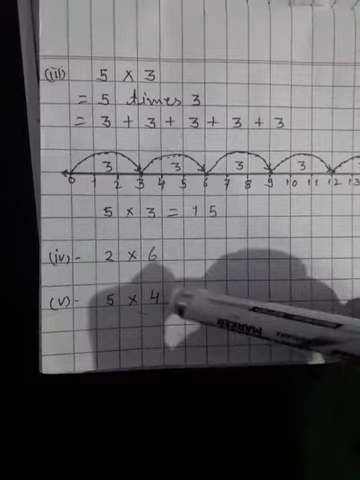 (iii) 5 × 3
= 5 times 3
= 3 + 3 + 3 + 3 + 3
3 3 3 3
0 1 2 3 4 5 6 7 8 9 10 11 12 13
5 × 3 = 15
(iv) - 2 × 6
(v) - 5 × 4
MARKER